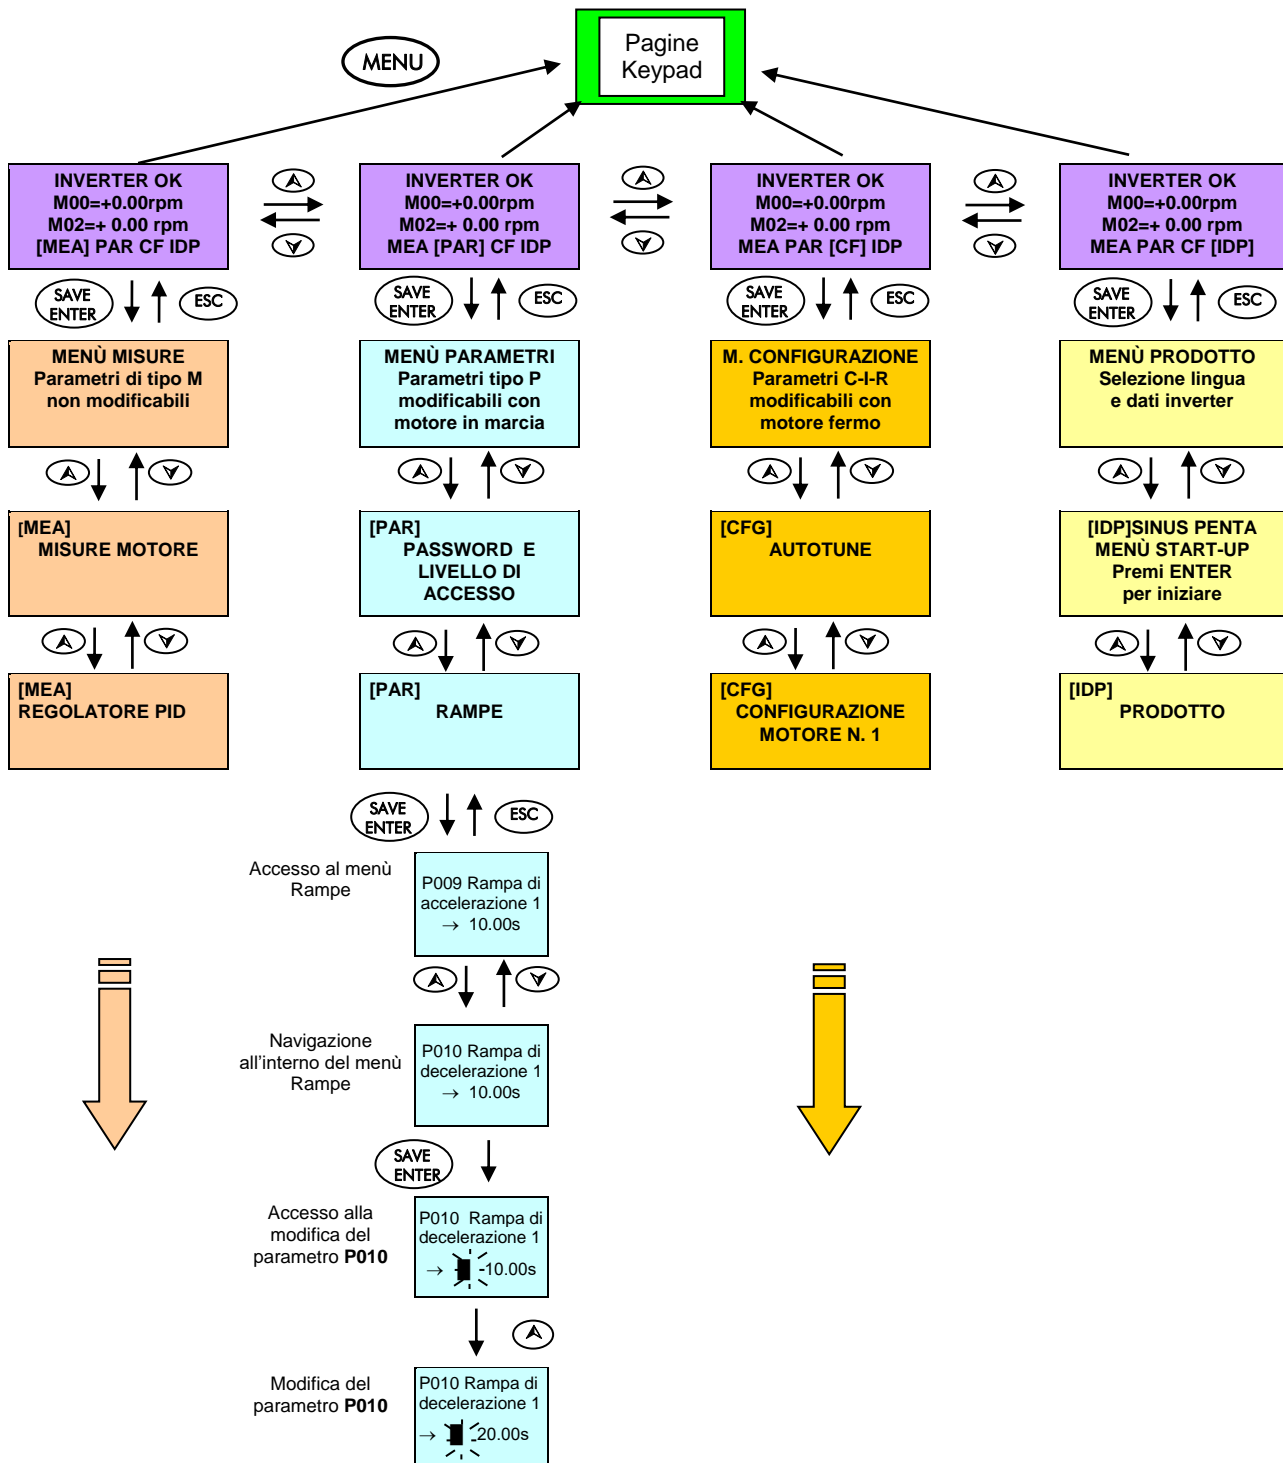 Pagine
Keypad
MENU
INVERTER OK
M00=+0.00rpm
M02=+ 0.00 rpm
[MEA] PAR CF IDP
INVERTER OK
M00=+0.00rpm
M02=+ 0.00 rpm
MEA [PAR] CF IDP
INVERTER OK
M00=+0.00rpm
M02=+ 0.00 rpm
MEA PAR [CF] IDP
INVERTER OK
M00=+0.00rpm
M02=+ 0.00 rpm
MEA PAR CF [IDP]
SAVE
ENTER
ESC
SAVE
ENTER
ESC
SAVE
ENTER
ESC
SAVE
ENTER
ESC
MENÙ MISURE
Parametri di tipo M
non modificabili
MENÙ PARAMETRI
Parametri tipo P
modificabili con
motore in marcia
M. CONFIGURAZIONE
Parametri C-I-R
modificabili con
motore fermo
MENÙ PRODOTTO
Selezione lingua
e dati inverter
[MEA]
MISURE MOTORE
[PAR]
PASSWORD E
LIVELLO DI
ACCESSO
[CFG]
AUTOTUNE
[IDP]SINUS PENTA
MENÙ START-UP
Premi ENTER
per iniziare
[MEA]
REGOLATORE PID
[PAR]
RAMPE
[CFG]
CONFIGURAZIONE
MOTORE N. 1
[IDP]
PRODOTTO
SAVE
ENTER
ESC
Accesso al menù
Rampe
P009 Rampa di
accelerazione 1
→ 10.00s
Navigazione
all'interno del menù
Rampe
P010 Rampa di
decelerazione 1
→ 10.00s
SAVE
ENTER
Accesso alla
modifica del
parametro P010
P010 Rampa di
decelerazione 1
→ 10.00s
Modifica del
parametro P010
P010 Rampa di
decelerazione 1
→ 20.00s